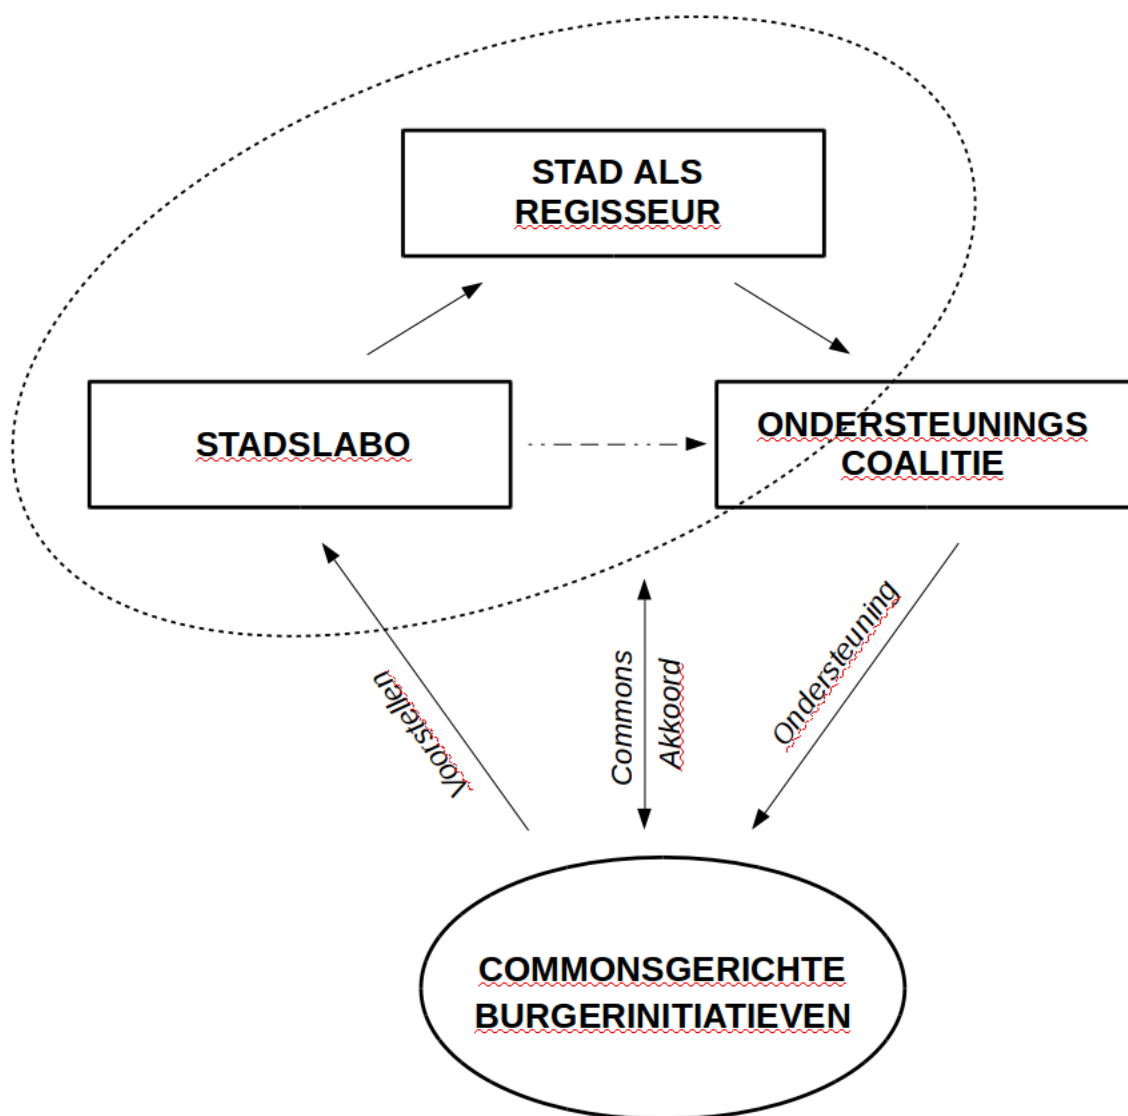 STAD ALS
REGISSEUR
STADSLABO
ONDERSTEUNINGS
COALITIE
Voorstellen
Commons
Akkoord
Ondersteuning
COMMONSGERICHTE
BURGERINITIATIEVEN